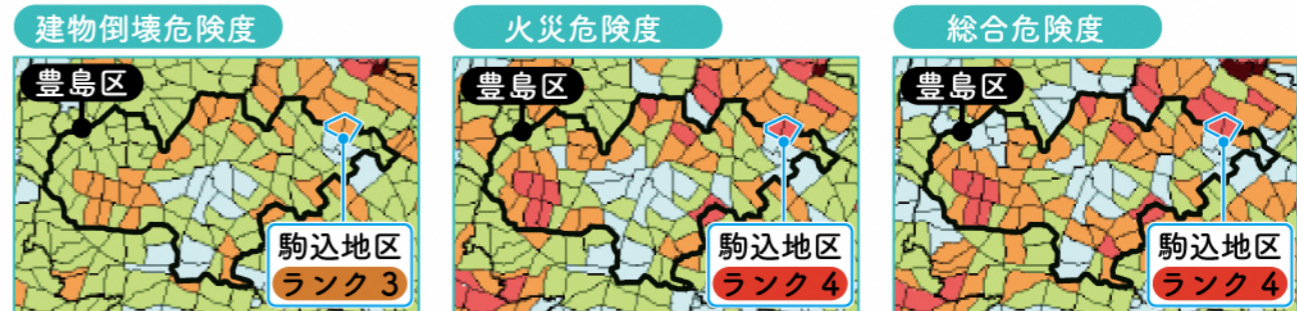 建物倒壊危険度
豊島区
駒込地区
ランク3
火災危険度
豊島区
駒込地区
ランク4
総合危険度
豊島区
駒込地区
ランク4